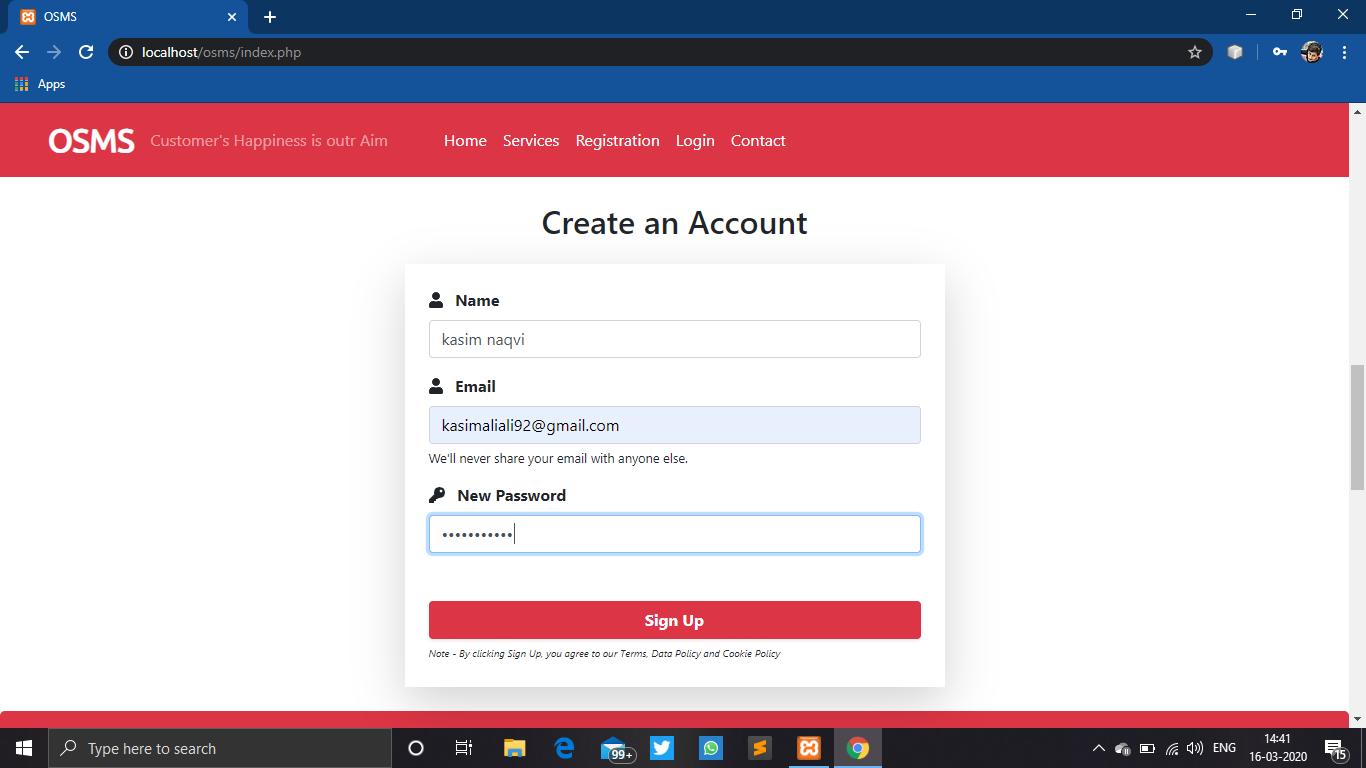 OSMS
localhost/osms/index.php
Apps
OSMS Customer's Happiness is outr Aim Home Services Registration Login Contact
Create an Account
Name
kasim naqvi
Email
kasimaliali92@gmail.com
We'll never share your email with anyone else.
New Password
•••••••••••
Sign Up
Note - By clicking Sign Up, you agree to our Terms, Data Policy and Cookie Policy
Type here to search
99+
ENG
14:41
16-03-2020
15